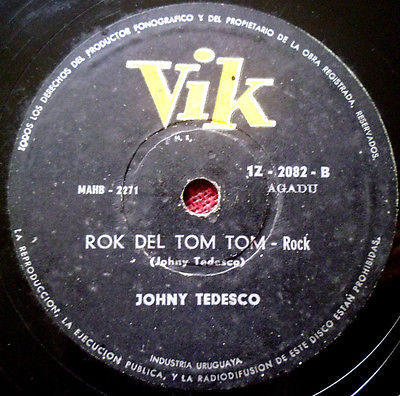 TODOS LOS DERECHOS DEL PRODUCTOR FONOGRAFICO Y DEL PROPIETARIO DE LA OBRA REGISTRADA, RESERVADOS.
Vik
M. R.
1Z - 2082 - B
MAHB - 2271
AGADU
ROK DEL TOM TOM - Rock
(Johny Tedesco)
JOHNY TEDESCO
INDUSTRIA URUGUAYA
LA REPRODUCCION, LA EJECUCION PUBLICA, Y LA RADIODIFUSION DE ESTE DISCO ESTAN PROHIBIDAS.